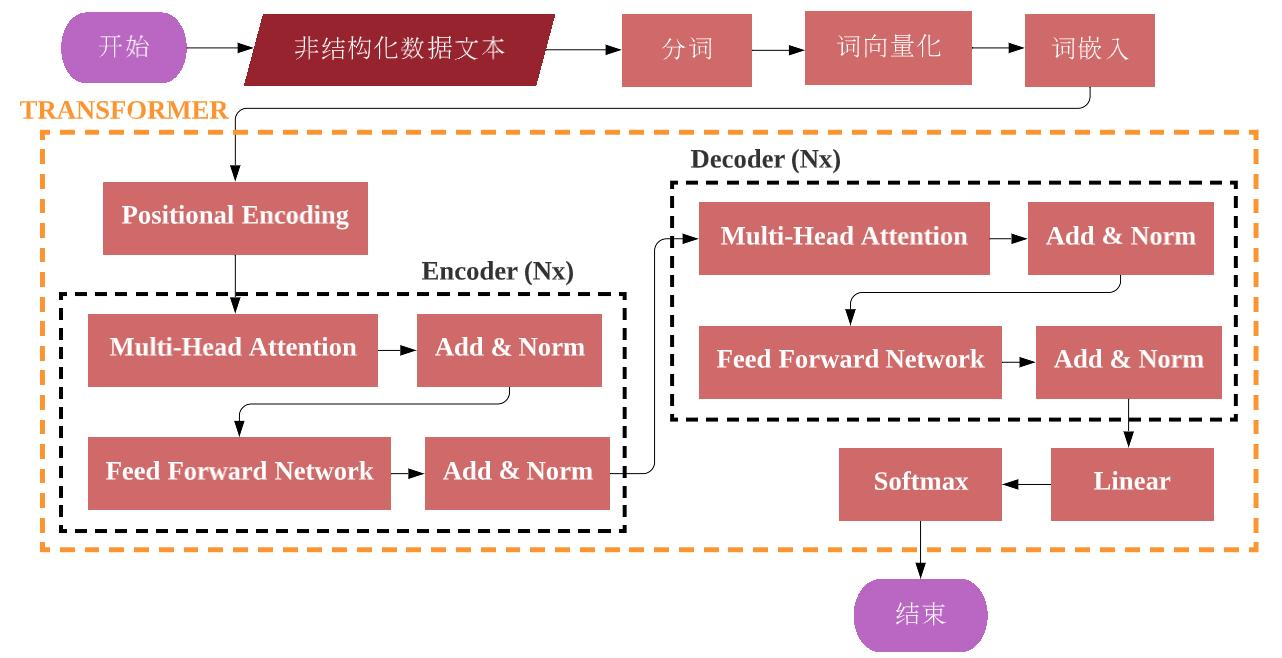 开始
非结构化数据文本
分词
词向量化
词嵌入
TRANSFORMER
Positional Encoding
Encoder (Nx)
Multi-Head Attention
Add & Norm
Feed Forward Network
Add & Norm
Decoder (Nx)
Multi-Head Attention
Add & Norm
Feed Forward Network
Add & Norm
Linear
Softmax
结束